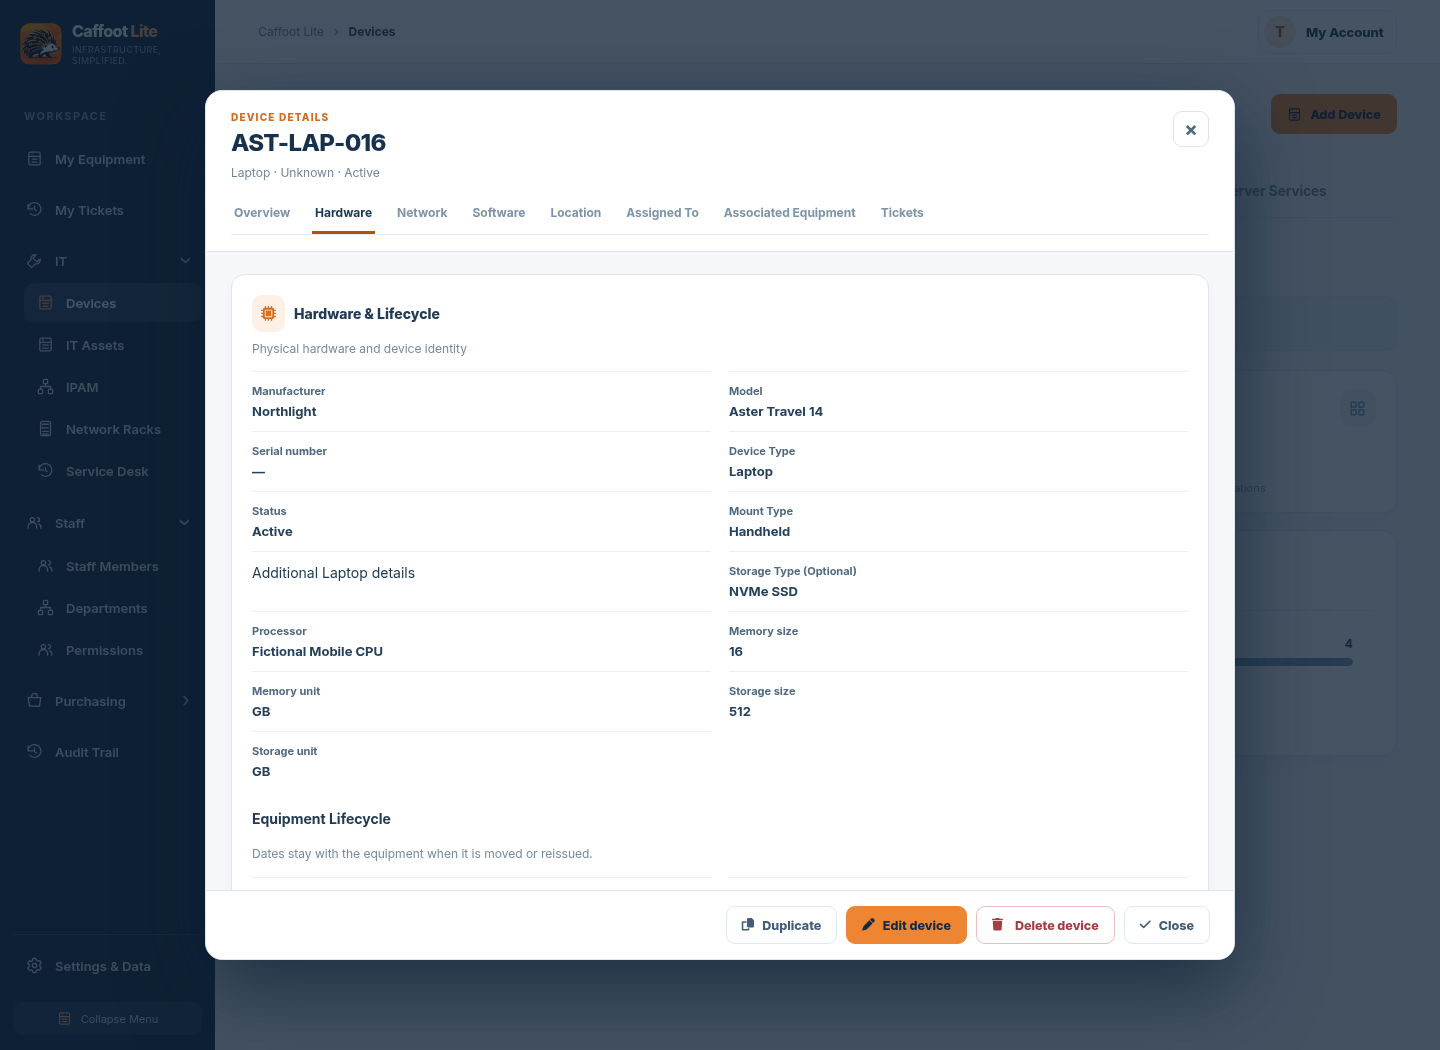 Caffoot Lite
INFRASTRUCTURE,
SIMPLIFIED.
Caffoot Lite › Devices
T My Account
WORKSPACE
My Equipment
My Tickets
IT
Devices
IT Assets
IPAM
Network Racks
Service Desk
Staff
Staff Members
Departments
Permissions
Purchasing
Audit Trail
Settings & Data
Collapse Menu
Add Device
Server Services
4
DEVICE DETAILS
AST-LAP-016
Laptop · Unknown · Active
Overview Hardware Network Software Location Assigned To Associated Equipment Tickets
Hardware & Lifecycle
Physical hardware and device identity
Manufacturer
Northlight
Model
Aster Travel 14
Serial number
—
Device Type
Laptop
Status
Active
Mount Type
Handheld
Additional Laptop details
Storage Type (Optional)
NVMe SSD
Processor
Fictional Mobile CPU
Memory size
16
Memory unit
GB
Storage size
512
Storage unit
GB
Equipment Lifecycle
Dates stay with the equipment when it is moved or reissued.
Duplicate Edit device Delete device Close